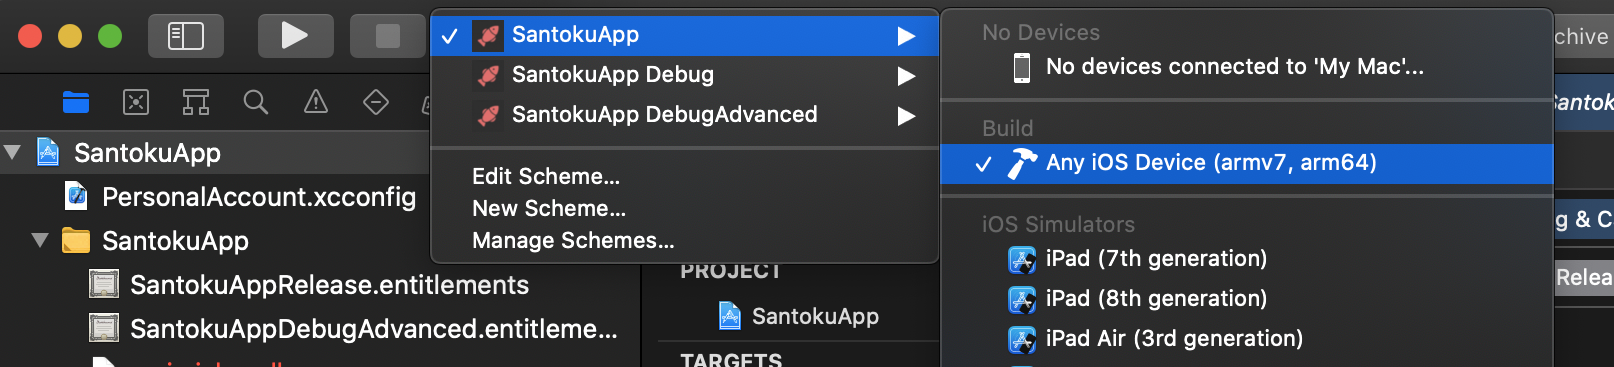 SantokuApp
SantokuApp Debug
SantokuApp DebugAdvanced
Edit Scheme...
New Scheme...
Manage Schemes...
No Devices
No devices connected to 'My Mac'...
Build
Any iOS Device (armv7, arm64)
iOS Simulators
iPad (7th generation)
iPad (8th generation)
iPad Air (3rd generation)
SantokuApp
PersonalAccount.xcconfig
SantokuApp
SantokuAppRelease.entitlements
SantokuAppDebugAdvanced.entitleme...
PROJECT
SantokuApp
TARGETS
chive
Santok
g & C
Relea